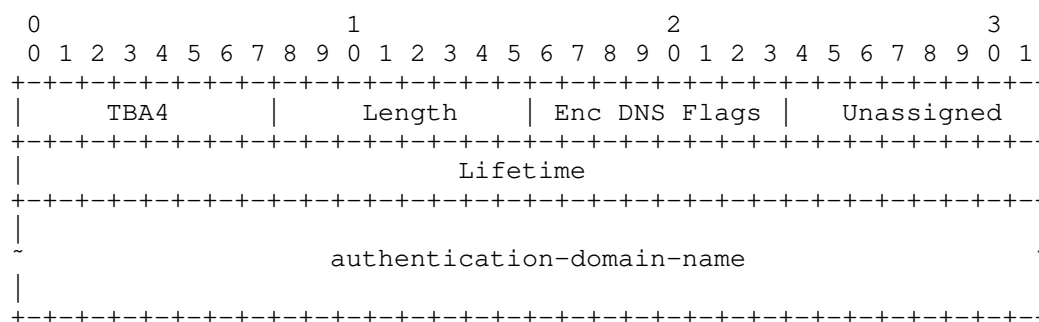 0                   1                   2                   3
0 1 2 3 4 5 6 7 8 9 0 1 2 3 4 5 6 7 8 9 0 1 2 3 4 5 6 7 8 9 0 1
+-+-+-+-+-+-+-+-+-+-+-+-+-+-+-+-+-+-+-+-+-+-+-+-+-+-+-+-+-+-+-+-
|     TBA4      |     Length    | Enc DNS Flags |   Unassigned
+-+-+-+-+-+-+-+-+-+-+-+-+-+-+-+-+-+-+-+-+-+-+-+-+-+-+-+-+-+-+-+-
|                           Lifetime
+-+-+-+-+-+-+-+-+-+-+-+-+-+-+-+-+-+-+-+-+-+-+-+-+-+-+-+-+-+-+-+-
|
~                   authentication-domain-name
|
+-+-+-+-+-+-+-+-+-+-+-+-+-+-+-+-+-+-+-+-+-+-+-+-+-+-+-+-+-+-+-+-